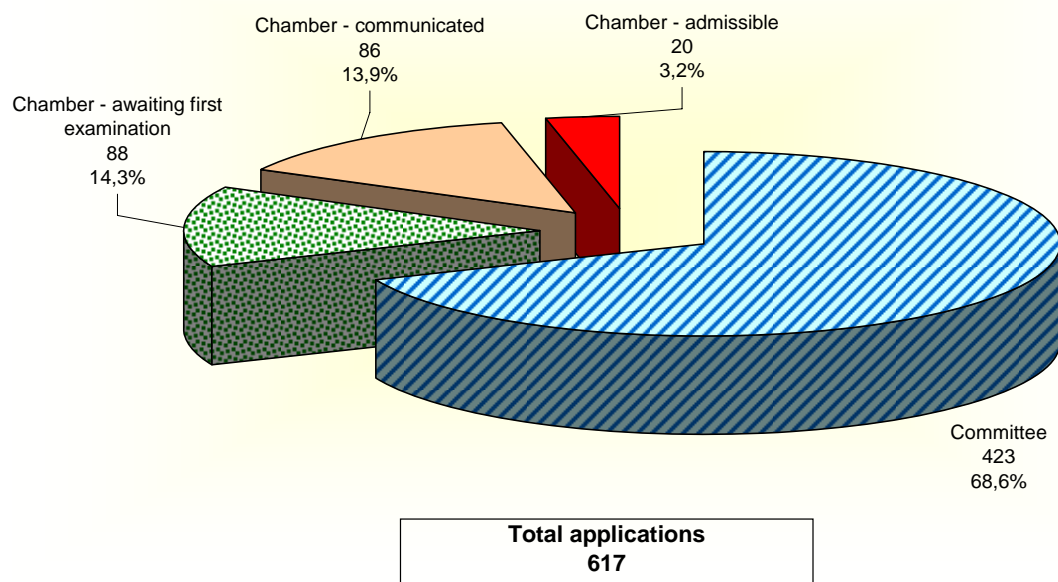 Chamber - communicated
86
13,9%
Chamber - admissible
20
3,2%
Chamber - awaiting first
examination
88
14,3%
Committee
423
68,6%
Total applications
617